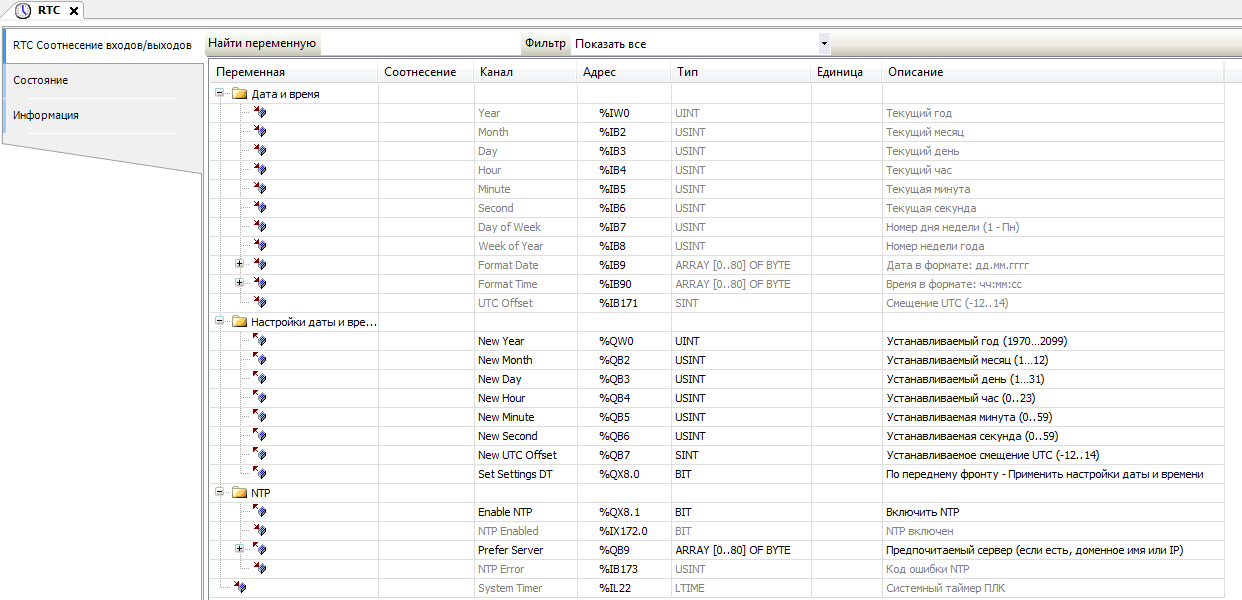 RTC
RTC Соотнесение входов/выходов
Состояние
Информация
Найти переменную Фильтр Показать все
Переменная Соотнесение Канал Адрес Тип Единица Описание
Дата и время
Year %IW0 UINT Текущий год
Month %IB2 USINT Текущий месяц
Day %IB3 USINT Текущий день
Hour %IB4 USINT Текущий час
Minute %IB5 USINT Текущая минута
Second %IB6 USINT Текущая секунда
Day of Week %IB7 USINT Номер дня недели (1 - Пн)
Week of Year %IB8 USINT Номер недели года
Format Date %IB9 ARRAY [0..80] OF BYTE Дата в формате: дд.мм.гггг
Format Time %IB90 ARRAY [0..80] OF BYTE Время в формате: чч:мм:сс
UTC Offset %IB171 SINT Смещение UTC (-12..14)
Настройки даты и вре...
New Year %QW0 UINT Устанавливаемый год (1970...2099)
New Month %QB2 USINT Устанавливаемый месяц (1...12)
New Day %QB3 USINT Устанавливаемый день (1...31)
New Hour %QB4 USINT Устанавливаемый час (0..23)
New Minute %QB5 USINT Устанавливаемая минута (0..59)
New Second %QB6 USINT Устанавливаемая секунда (0..59)
New UTC Offset %QB7 SINT Устанавливаемое смещение UTC (-12..14)
Set Settings DT %QX8.0 BIT По переднему фронту - Применить настройки даты и времени
NTP
Enable NTP %QX8.1 BIT Включить NTP
NTP Enabled %IX172.0 BIT NTP включен
Prefer Server %QB9 ARRAY [0..80] OF BYTE Предпочитаемый сервер (если есть, доменное имя или IP)
NTP Error %IB173 USINT Код ошибки NTP
System Timer %IL22 LTIME Системный таймер ПЛК